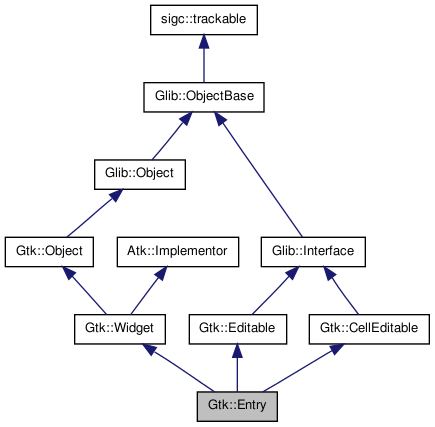 sigc::trackable
Glib::ObjectBase
Glib::Object
Gtk::Object
Atk::Implementor
Glib::Interface
Gtk::Widget
Gtk::Editable
Gtk::CellEditable
Gtk::Entry